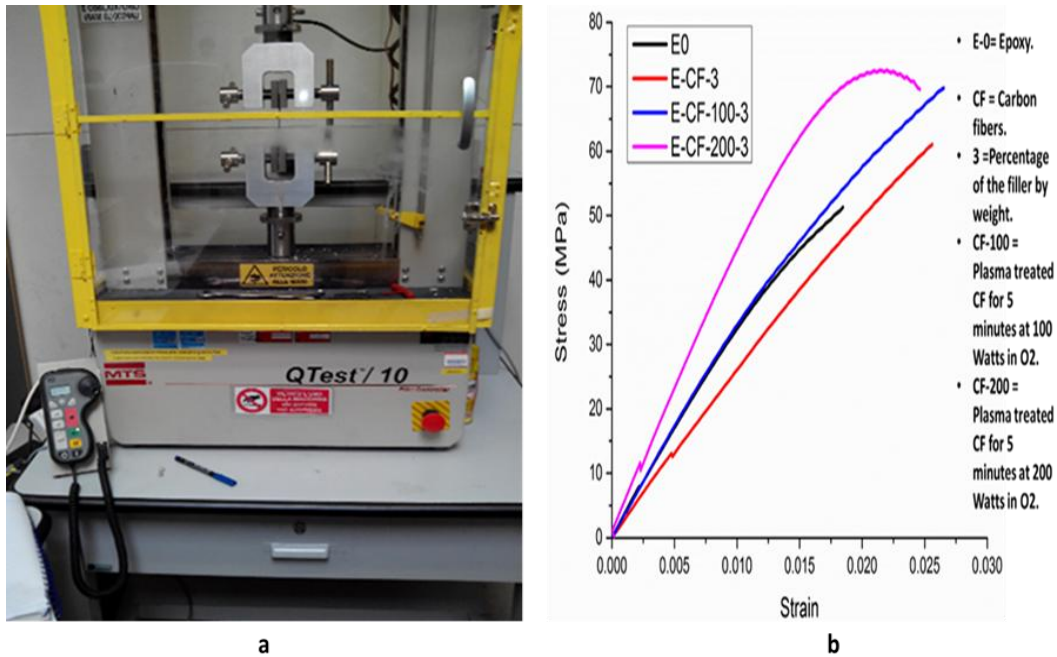 PERICOLO
ATTENZIONE
MTS
QTest™/ 10
a
80
70
60
50
40
30
20
10
0
Stress (MPa)
E0
E-CF-3
E-CF-100-3
E-CF-200-3
0.000 0.005 0.010 0.015 0.020 0.025 0.030
Strain
• E-0= Epoxy.
• CF = Carbon
fibers.
• 3 =Percentage
of the filler by
weight.
• CF-100 =
Plasma treated
CF for 5
minutes at 100
Watts in O2.
• CF-200 =
Plasma treated
CF for 5
minutes at 200
Watts in O2.
b